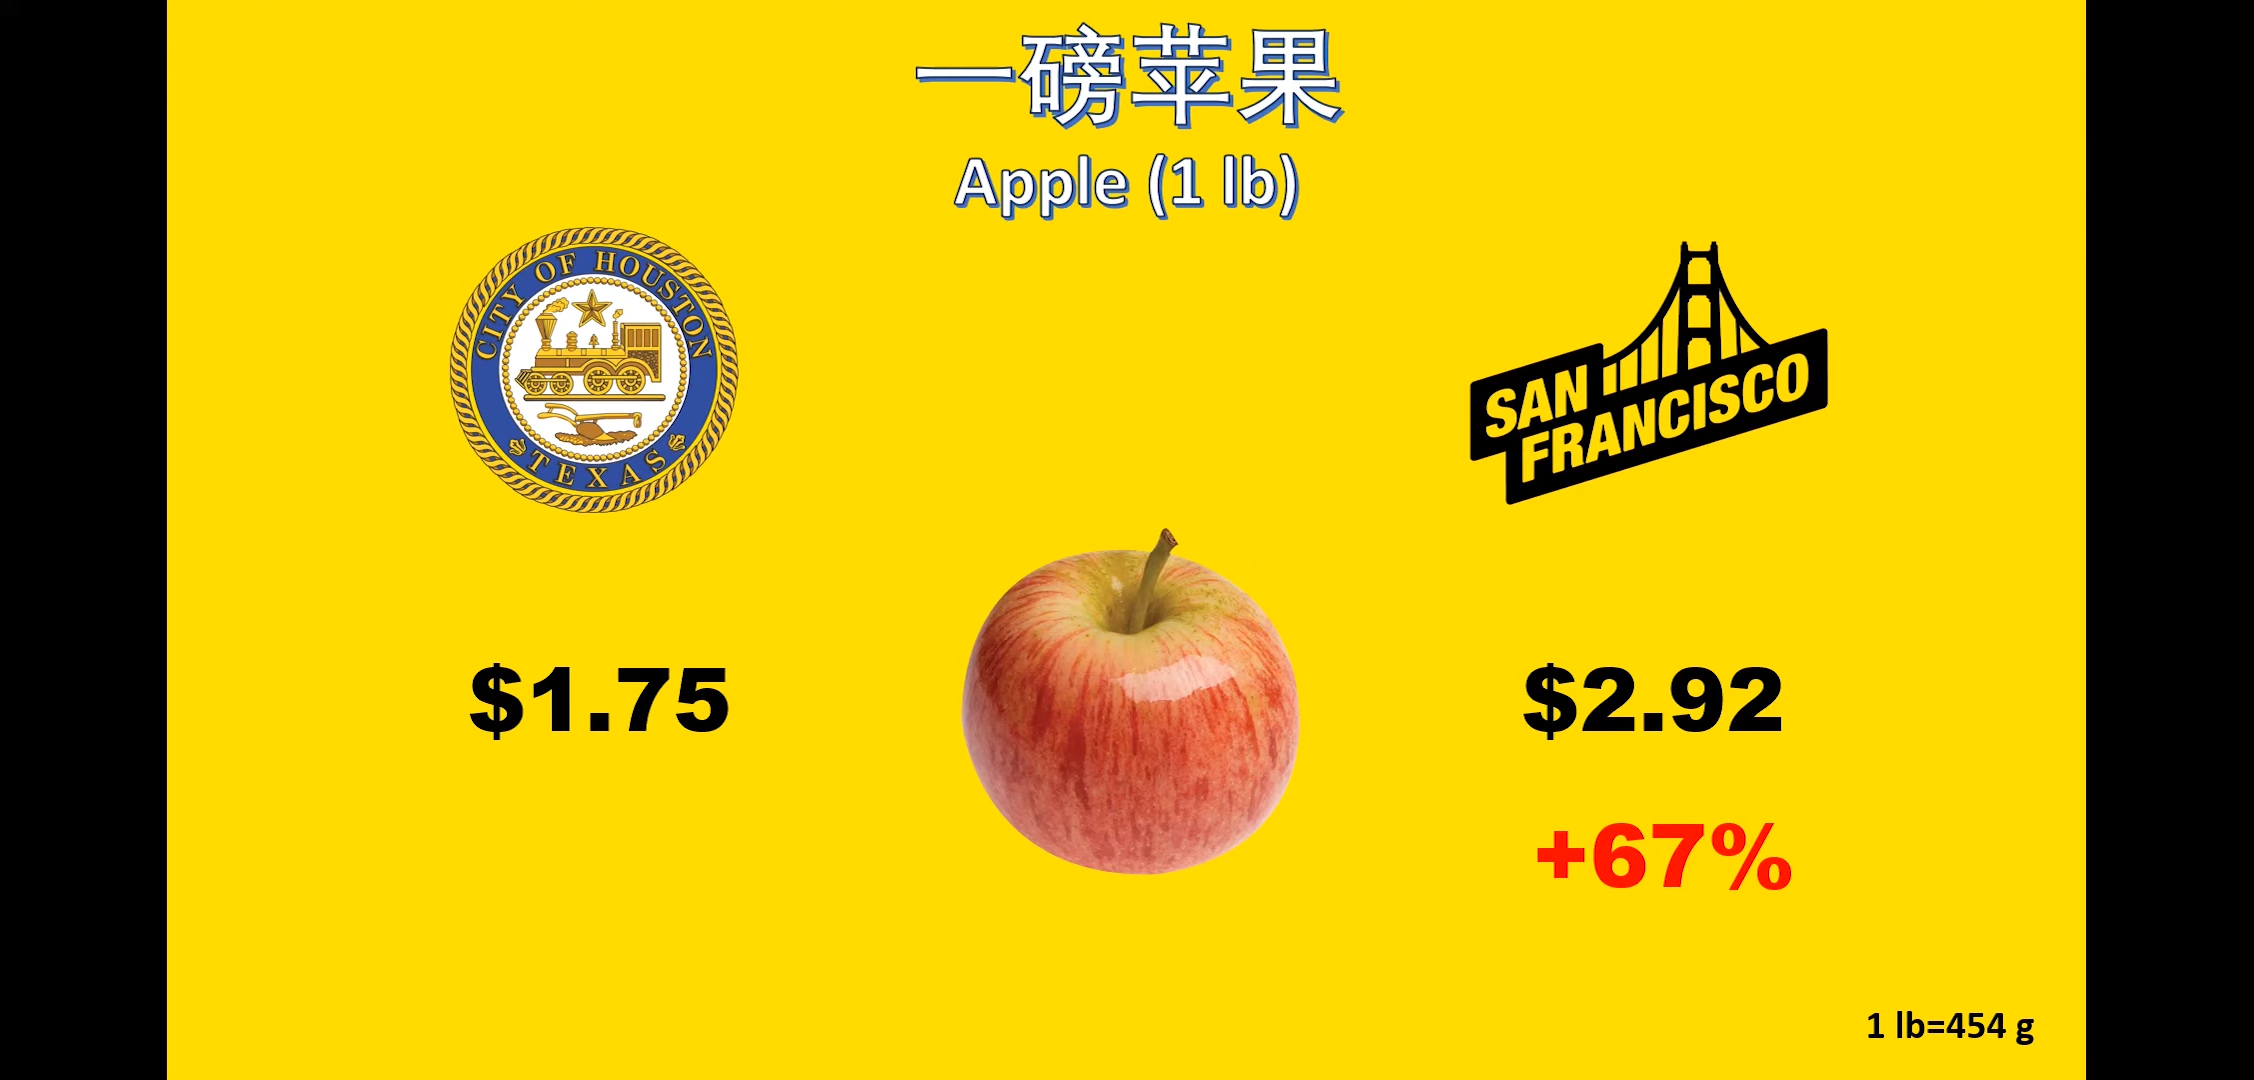 一磅苹果
Apple (1 lb)
CITY OF HOUSTON
TEXAS
SAN
FRANCISCO
$1.75
$2.92
+67%
1 lb=454 g